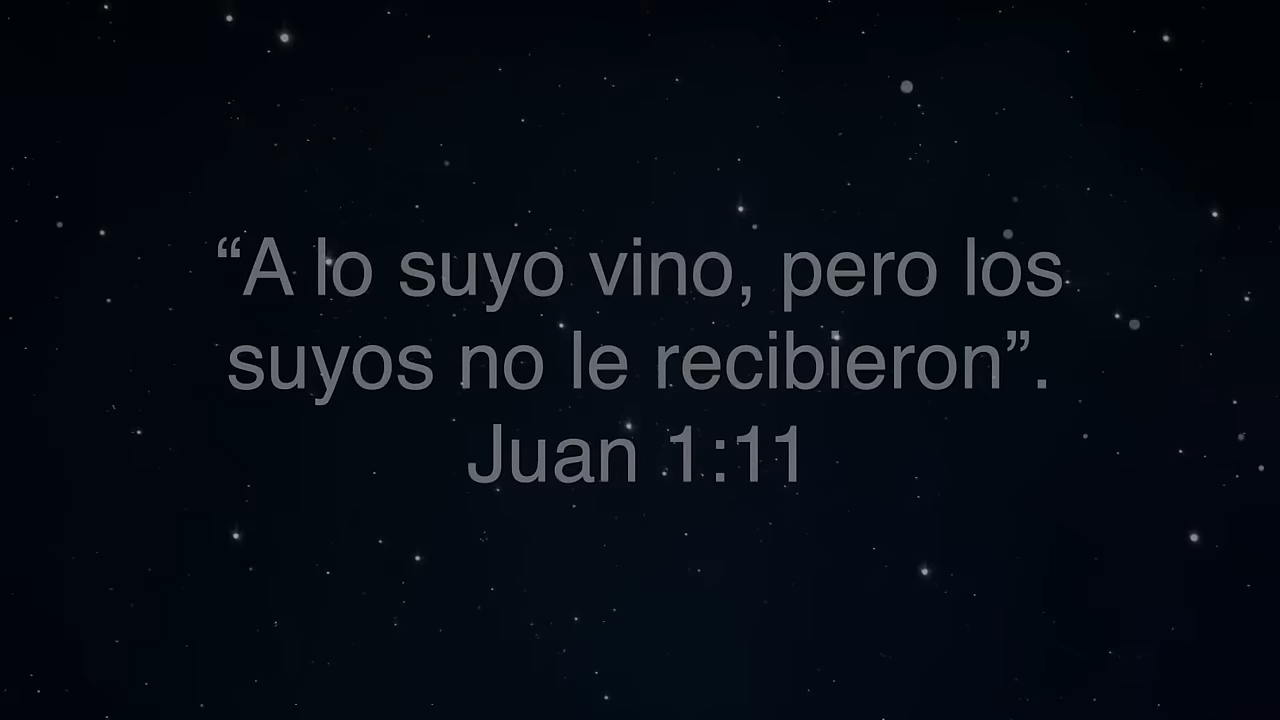 “A lo suyo vino, pero los
suyos no le recibieron”.
Juan 1:11